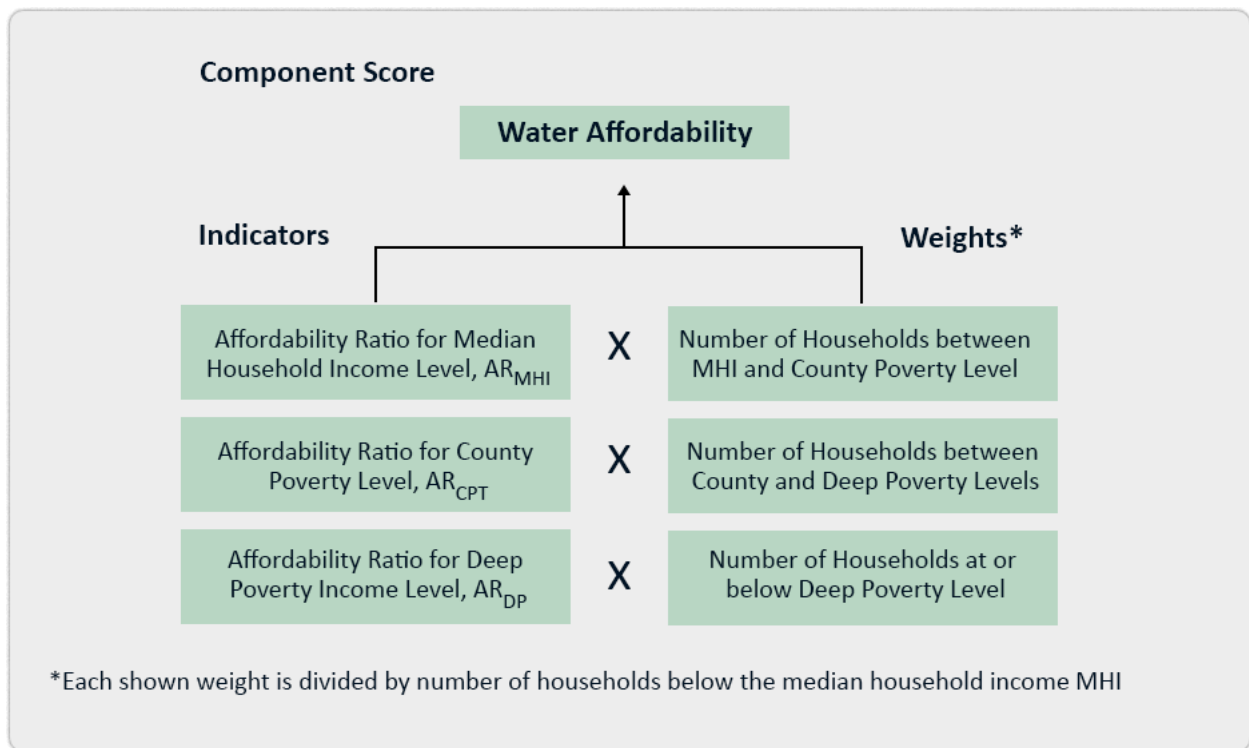 Component Score
Water Affordability
Indicators
Weights*
Affordability Ratio for Median
Household Income Level, AR_MHI
X
Number of Households between
MHI and County Poverty Level
Affordability Ratio for County
Poverty Level, AR_CPT
X
Number of Households between
County and Deep Poverty Levels
Affordability Ratio for Deep
Poverty Income Level, AR_DP
X
Number of Households at or
below Deep Poverty Level
*Each shown weight is divided by number of households below the median household income MHI